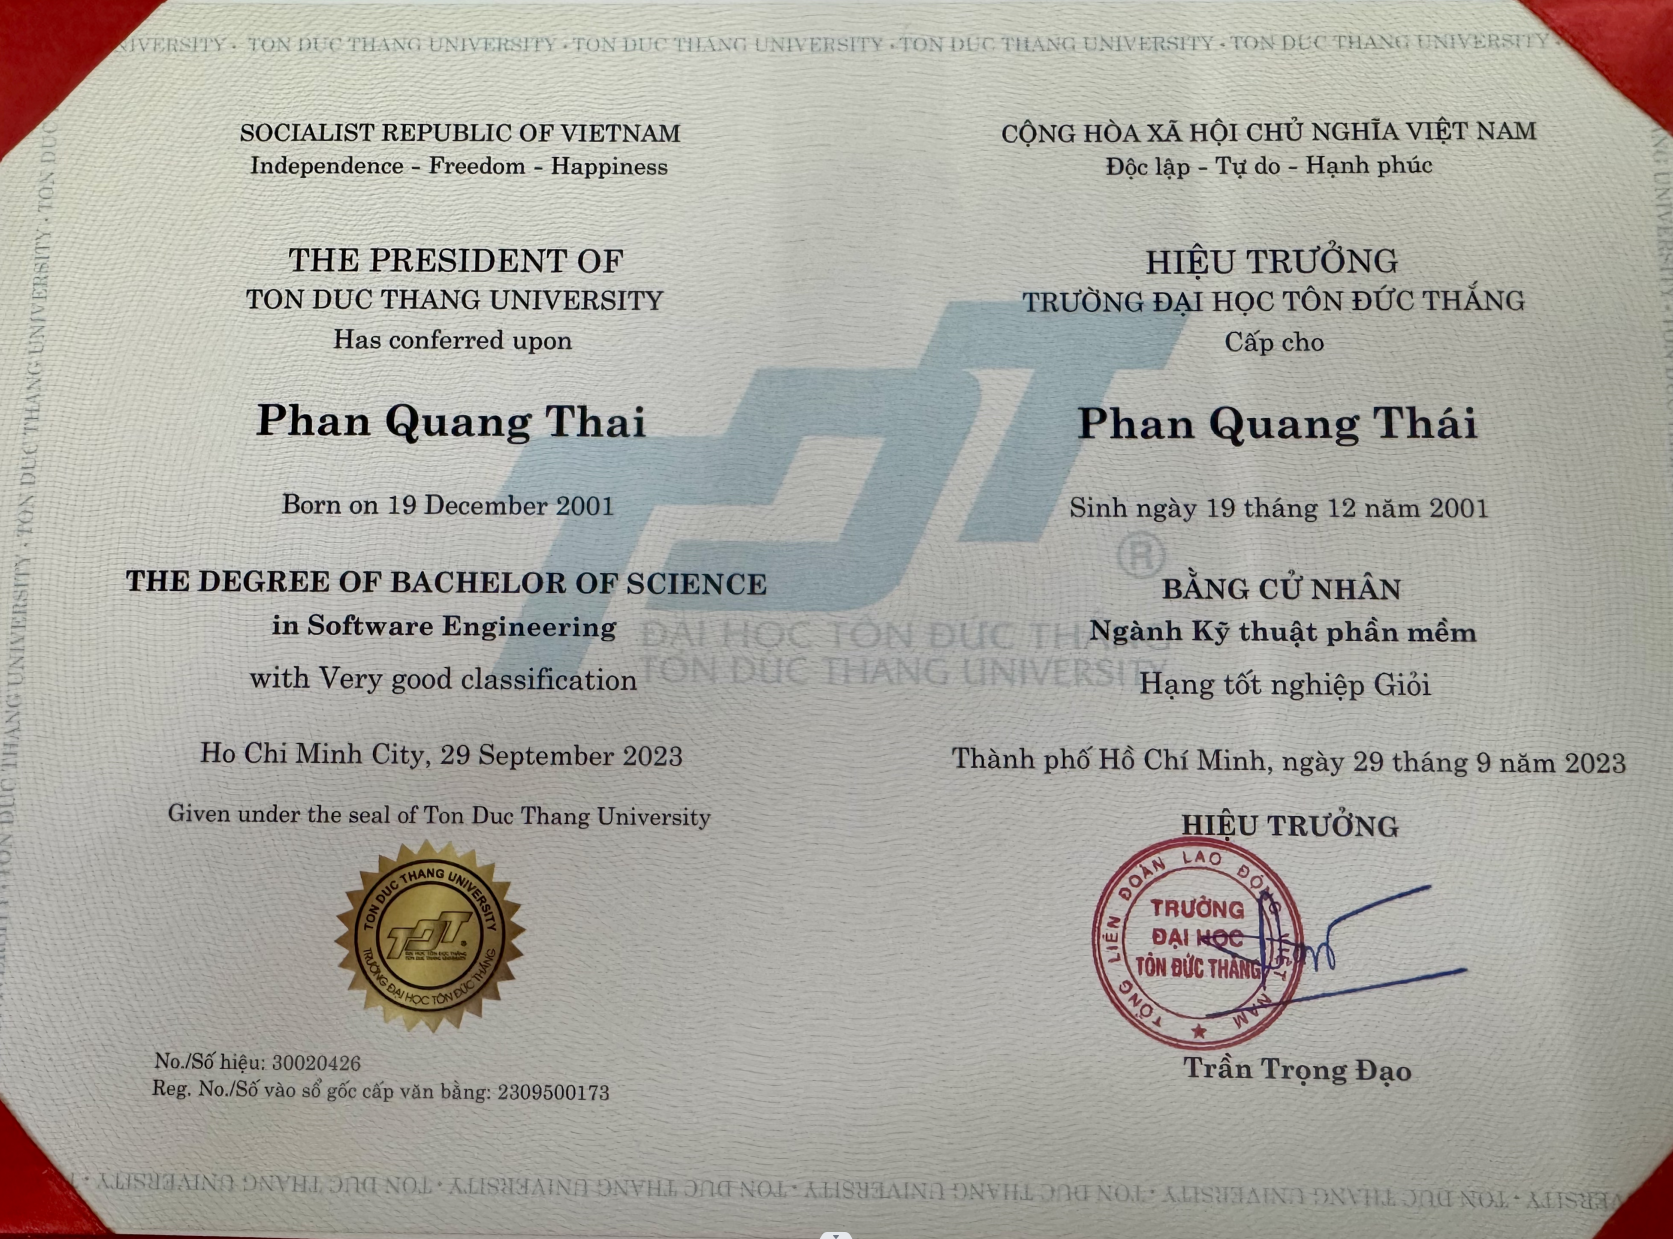 TON DUC THANG UNIVERSITY · TON DUC THANG UNIVERSITY · TON DUC THANG UNIVERSITY · TON DUC THANG UNIVERSITY
SOCIALIST REPUBLIC OF VIETNAM
Independence - Freedom - Happiness
THE PRESIDENT OF
TON DUC THANG UNIVERSITY
Has conferred upon
Phan Quang Thai
Born on 19 December 2001
THE DEGREE OF BACHELOR OF SCIENCE
in Software Engineering
with Very good classification
Ho Chi Minh City, 29 September 2023
Given under the seal of Ton Duc Thang University
TON DUC THANG UNIVERSITY
TDT
TRƯỜNG ĐẠI HỌC TÔN ĐỨC THẮNG
No./Số hiệu: 30020426
Reg. No./Số vào sổ gốc cấp văn bằng: 2309500173
CỘNG HÒA XÃ HỘI CHỦ NGHĨA VIỆT NAM
Độc lập - Tự do - Hạnh phúc
HIỆU TRƯỞNG
TRƯỜNG ĐẠI HỌC TÔN ĐỨC THẮNG
Cấp cho
Phan Quang Thái
Sinh ngày 19 tháng 12 năm 2001
BẰNG CỬ NHÂN
Ngành Kỹ thuật phần mềm
Hạng tốt nghiệp Giỏi
Thành phố Hồ Chí Minh, ngày 29 tháng 9 năm 2023
HIỆU TRƯỞNG
TỔNG LIÊN ĐOÀN LAO ĐỘNG VIỆT NAM
TRƯỜNG
ĐẠI HỌC
TÔN ĐỨC THẮNG
Trần Trọng Đạo
TDT ®
ĐẠI HỌC TÔN ĐỨC THẮNG
TON DUC THANG UNIVERSITY
TON DUC THANG UNIVERSITY · TON DUC THANG UNIVERSITY · TON DUC THANG UNIVERSITY · TON DUC THANG UNIVERSITY